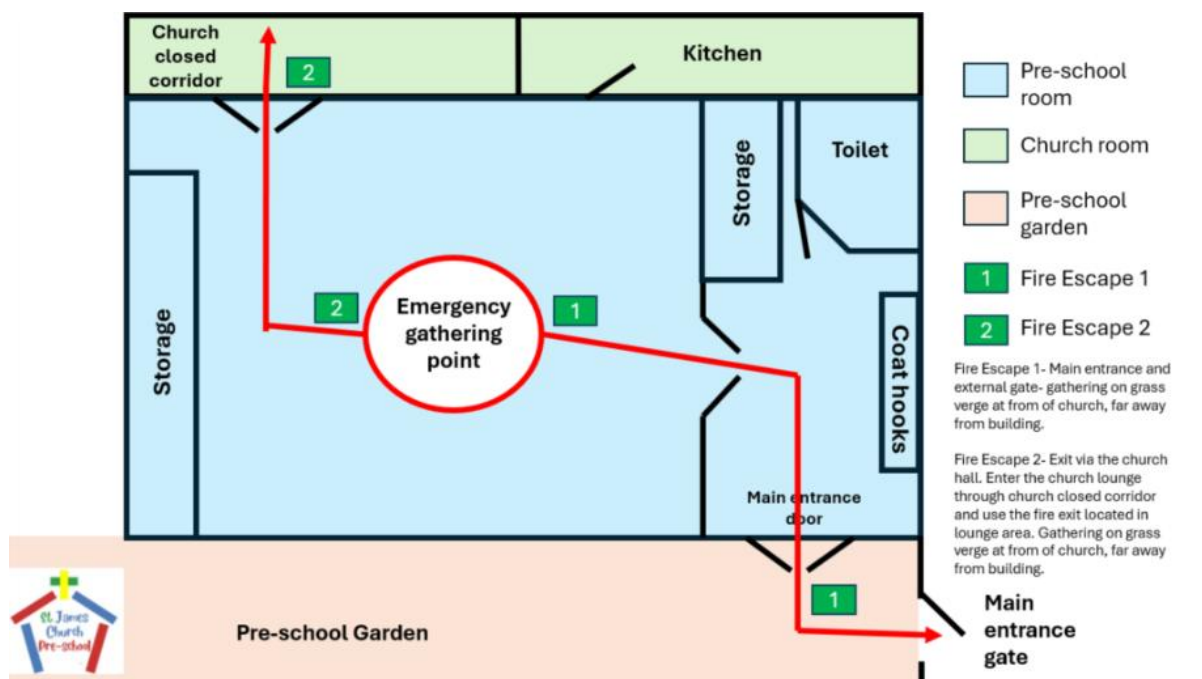 Church
closed
corridor
2
Kitchen
Storage
Toilet
Storage
2
Emergency
gathering
point
1
Coat hooks
Main entrance
door
1
Pre-school Garden
Main
entrance
gate
St James
Church
Pre-school
Pre-school
room
Church room
Pre-school
garden
1 Fire Escape 1
2 Fire Escape 2
Fire Escape 1- Main entrance and
external gate- gathering on grass
verge at from of church, far away
from building.
Fire Escape 2- Exit via the church
hall. Enter the church lounge
through church closed corridor
and use the fire exit located in
lounge area. Gathering on grass
verge at from of church, far away
from building.